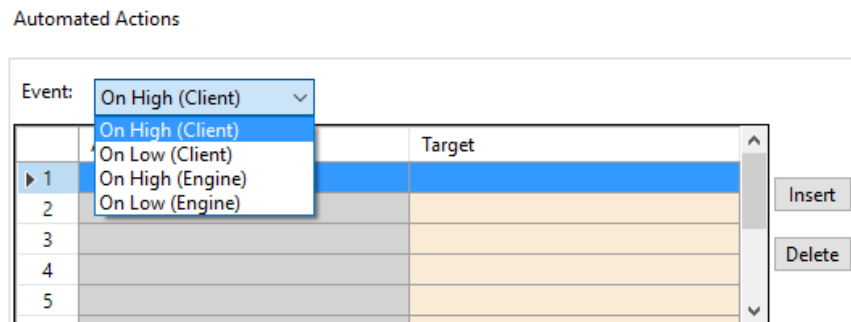 Automated Actions
Event:
On High (Client)
On High (Client)
On Low (Client)
On High (Engine)
On Low (Engine)
Target
1
2
3
4
5
Insert
Delete